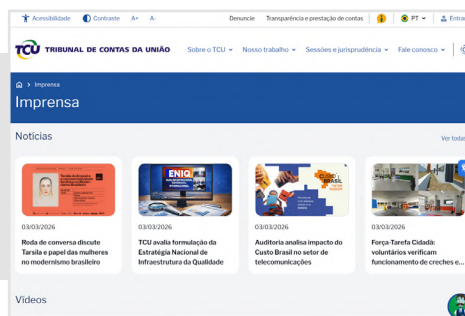 Acessibilidade Contraste A+ A- Denuncie Transparência e prestação de contas PT Entrar
TCU TRIBUNAL DE CONTAS DA UNIÃO Sobre o TCU Nosso trabalho Sessões e jurisprudência Fale conosco
> Imprensa
Imprensa
Notícias Ver todas
ENIQ
CUSTO BRASIL
03/03/2026 03/03/2026 03/03/2026 03/03/2026
Roda de conversa discute Tarsila e papel das mulheres no modernismo brasileiro
TCU avalia formulação da Estratégia Nacional de Infraestrutura da Qualidade
Auditoria analisa impacto do Custo Brasil no setor de telecomunicações
Força-Tarefa Cidadã: voluntários verificam funcionamento de creches e...
Vídeos